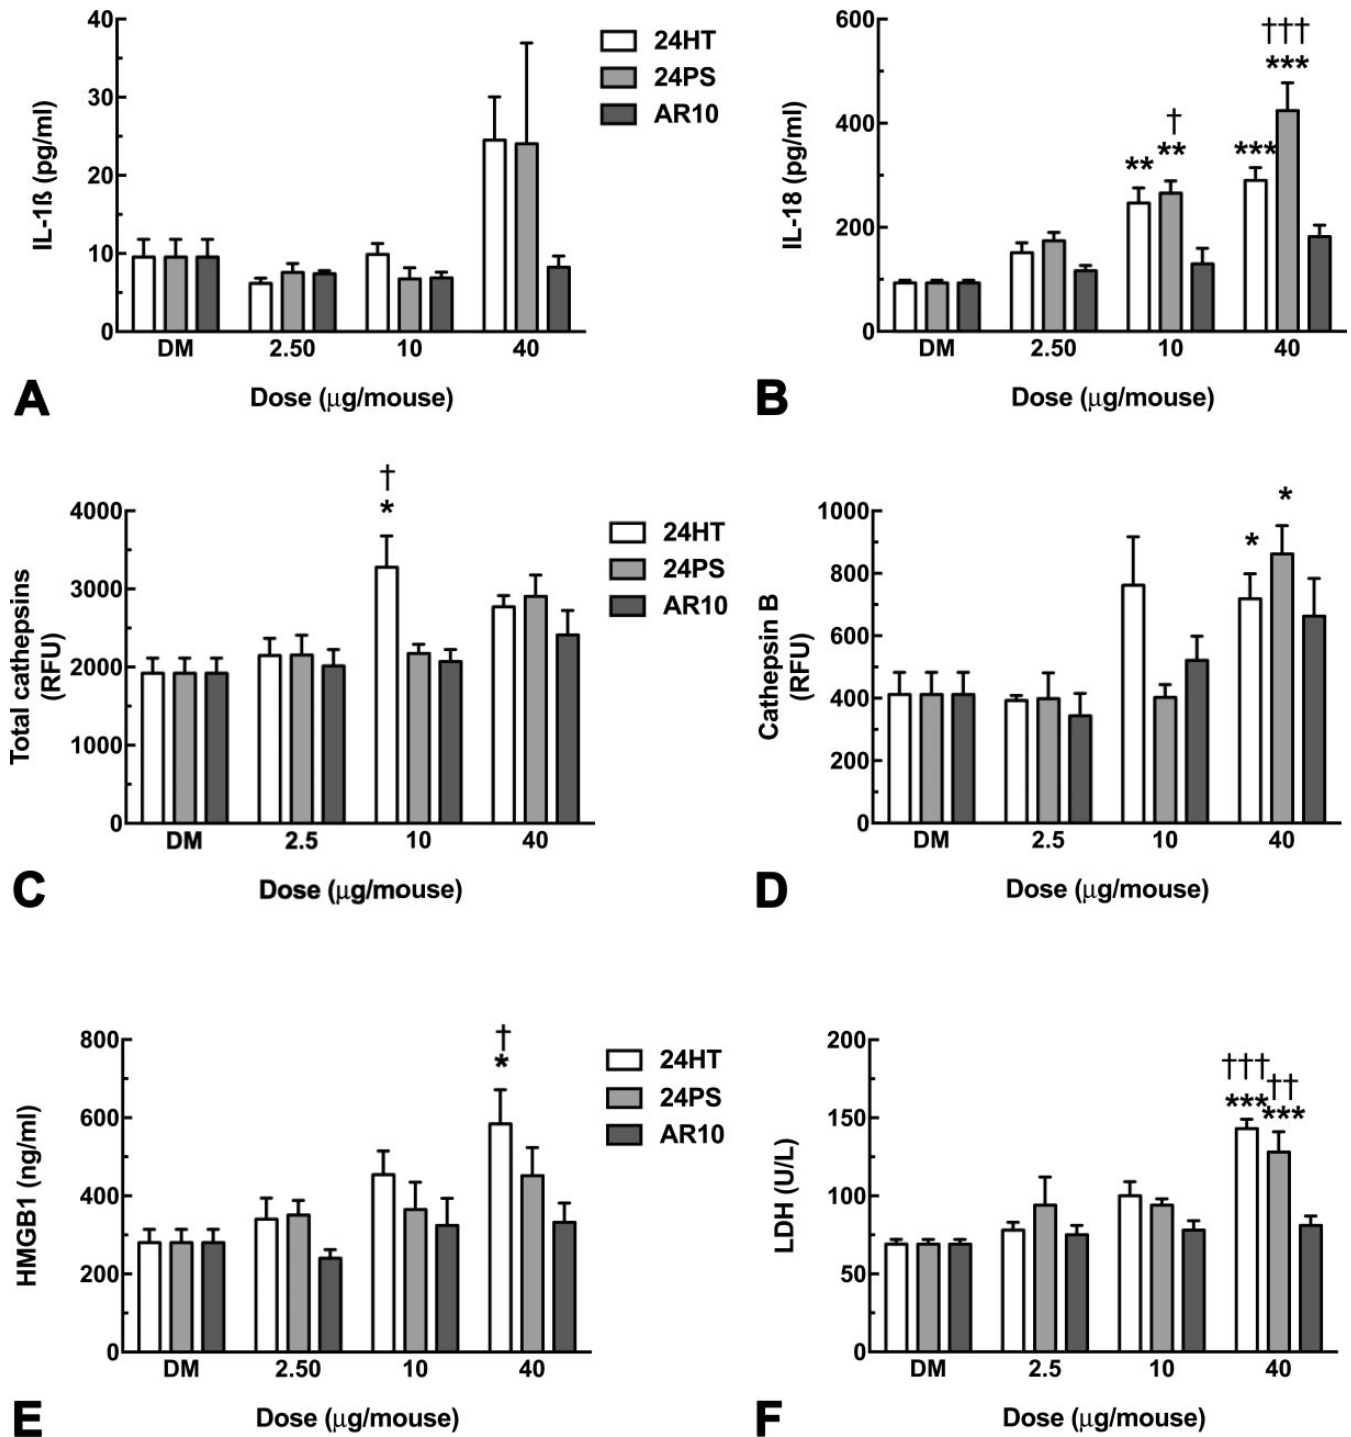 40
30
20
10
0
IL-1ß (pg/ml)
DM 2.50 10 40
Dose (μg/mouse)
A
24HT
24PS
AR10
600
400
200
0
IL-18 (pg/ml)
** ** † *** *** †††
DM 2.50 10 40
Dose (μg/mouse)
B
4000
3000
2000
1000
0
Total cathepsins
(RFU)
†
*
DM 2.5 10 40
Dose (μg/mouse)
C
24HT
24PS
AR10
1000
800
600
400
200
0
Cathepsin B
(RFU)
* *
DM 2.5 10 40
Dose (μg/mouse)
D
800
600
400
200
0
HMGB1 (ng/ml)
†
*
DM 2.50 10 40
Dose (μg/mouse)
E
24HT
24PS
AR10
200
150
100
50
0
LDH (U/L)
††† ††
*** ***
DM 2.5 10 40
Dose (μg/mouse)
F